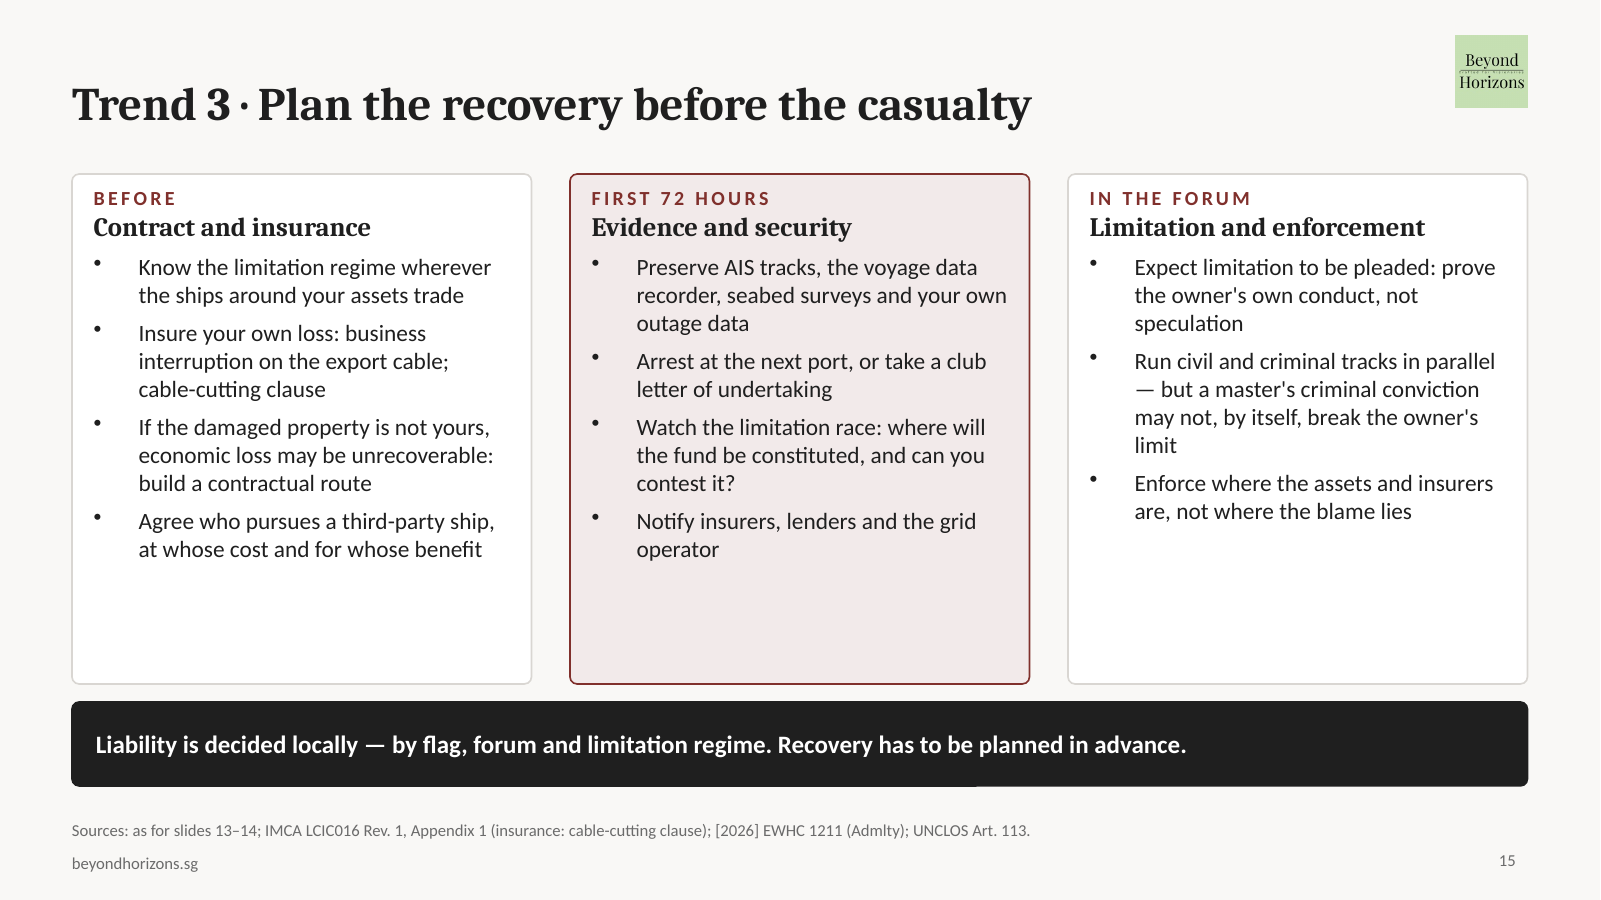 Beyond
Horizons
Trend 3 · Plan the recovery before the casualty
BEFORE
Contract and insurance
• Know the limitation regime wherever
the ships around your assets trade
• Insure your own loss: business
interruption on the export cable;
cable-cutting clause
• If the damaged property is not yours,
economic loss may be unrecoverable:
build a contractual route
• Agree who pursues a third-party ship,
at whose cost and for whose benefit
FIRST 72 HOURS
Evidence and security
• Preserve AIS tracks, the voyage data
recorder, seabed surveys and your own
outage data
• Arrest at the next port, or take a club
letter of undertaking
• Watch the limitation race: where will
the fund be constituted, and can you
contest it?
• Notify insurers, lenders and the grid
operator
IN THE FORUM
Limitation and enforcement
• Expect limitation to be pleaded: prove
the owner's own conduct, not
speculation
• Run civil and criminal tracks in parallel
— but a master's criminal conviction
may not, by itself, break the owner's
limit
• Enforce where the assets and insurers
are, not where the blame lies
Liability is decided locally — by flag, forum and limitation regime. Recovery has to be planned in advance.
Sources: as for slides 13–14; IMCA LCIC016 Rev. 1, Appendix 1 (insurance: cable-cutting clause); [2026] EWHC 1211 (Admlty); UNCLOS Art. 113.
beyondhorizons.sg
15